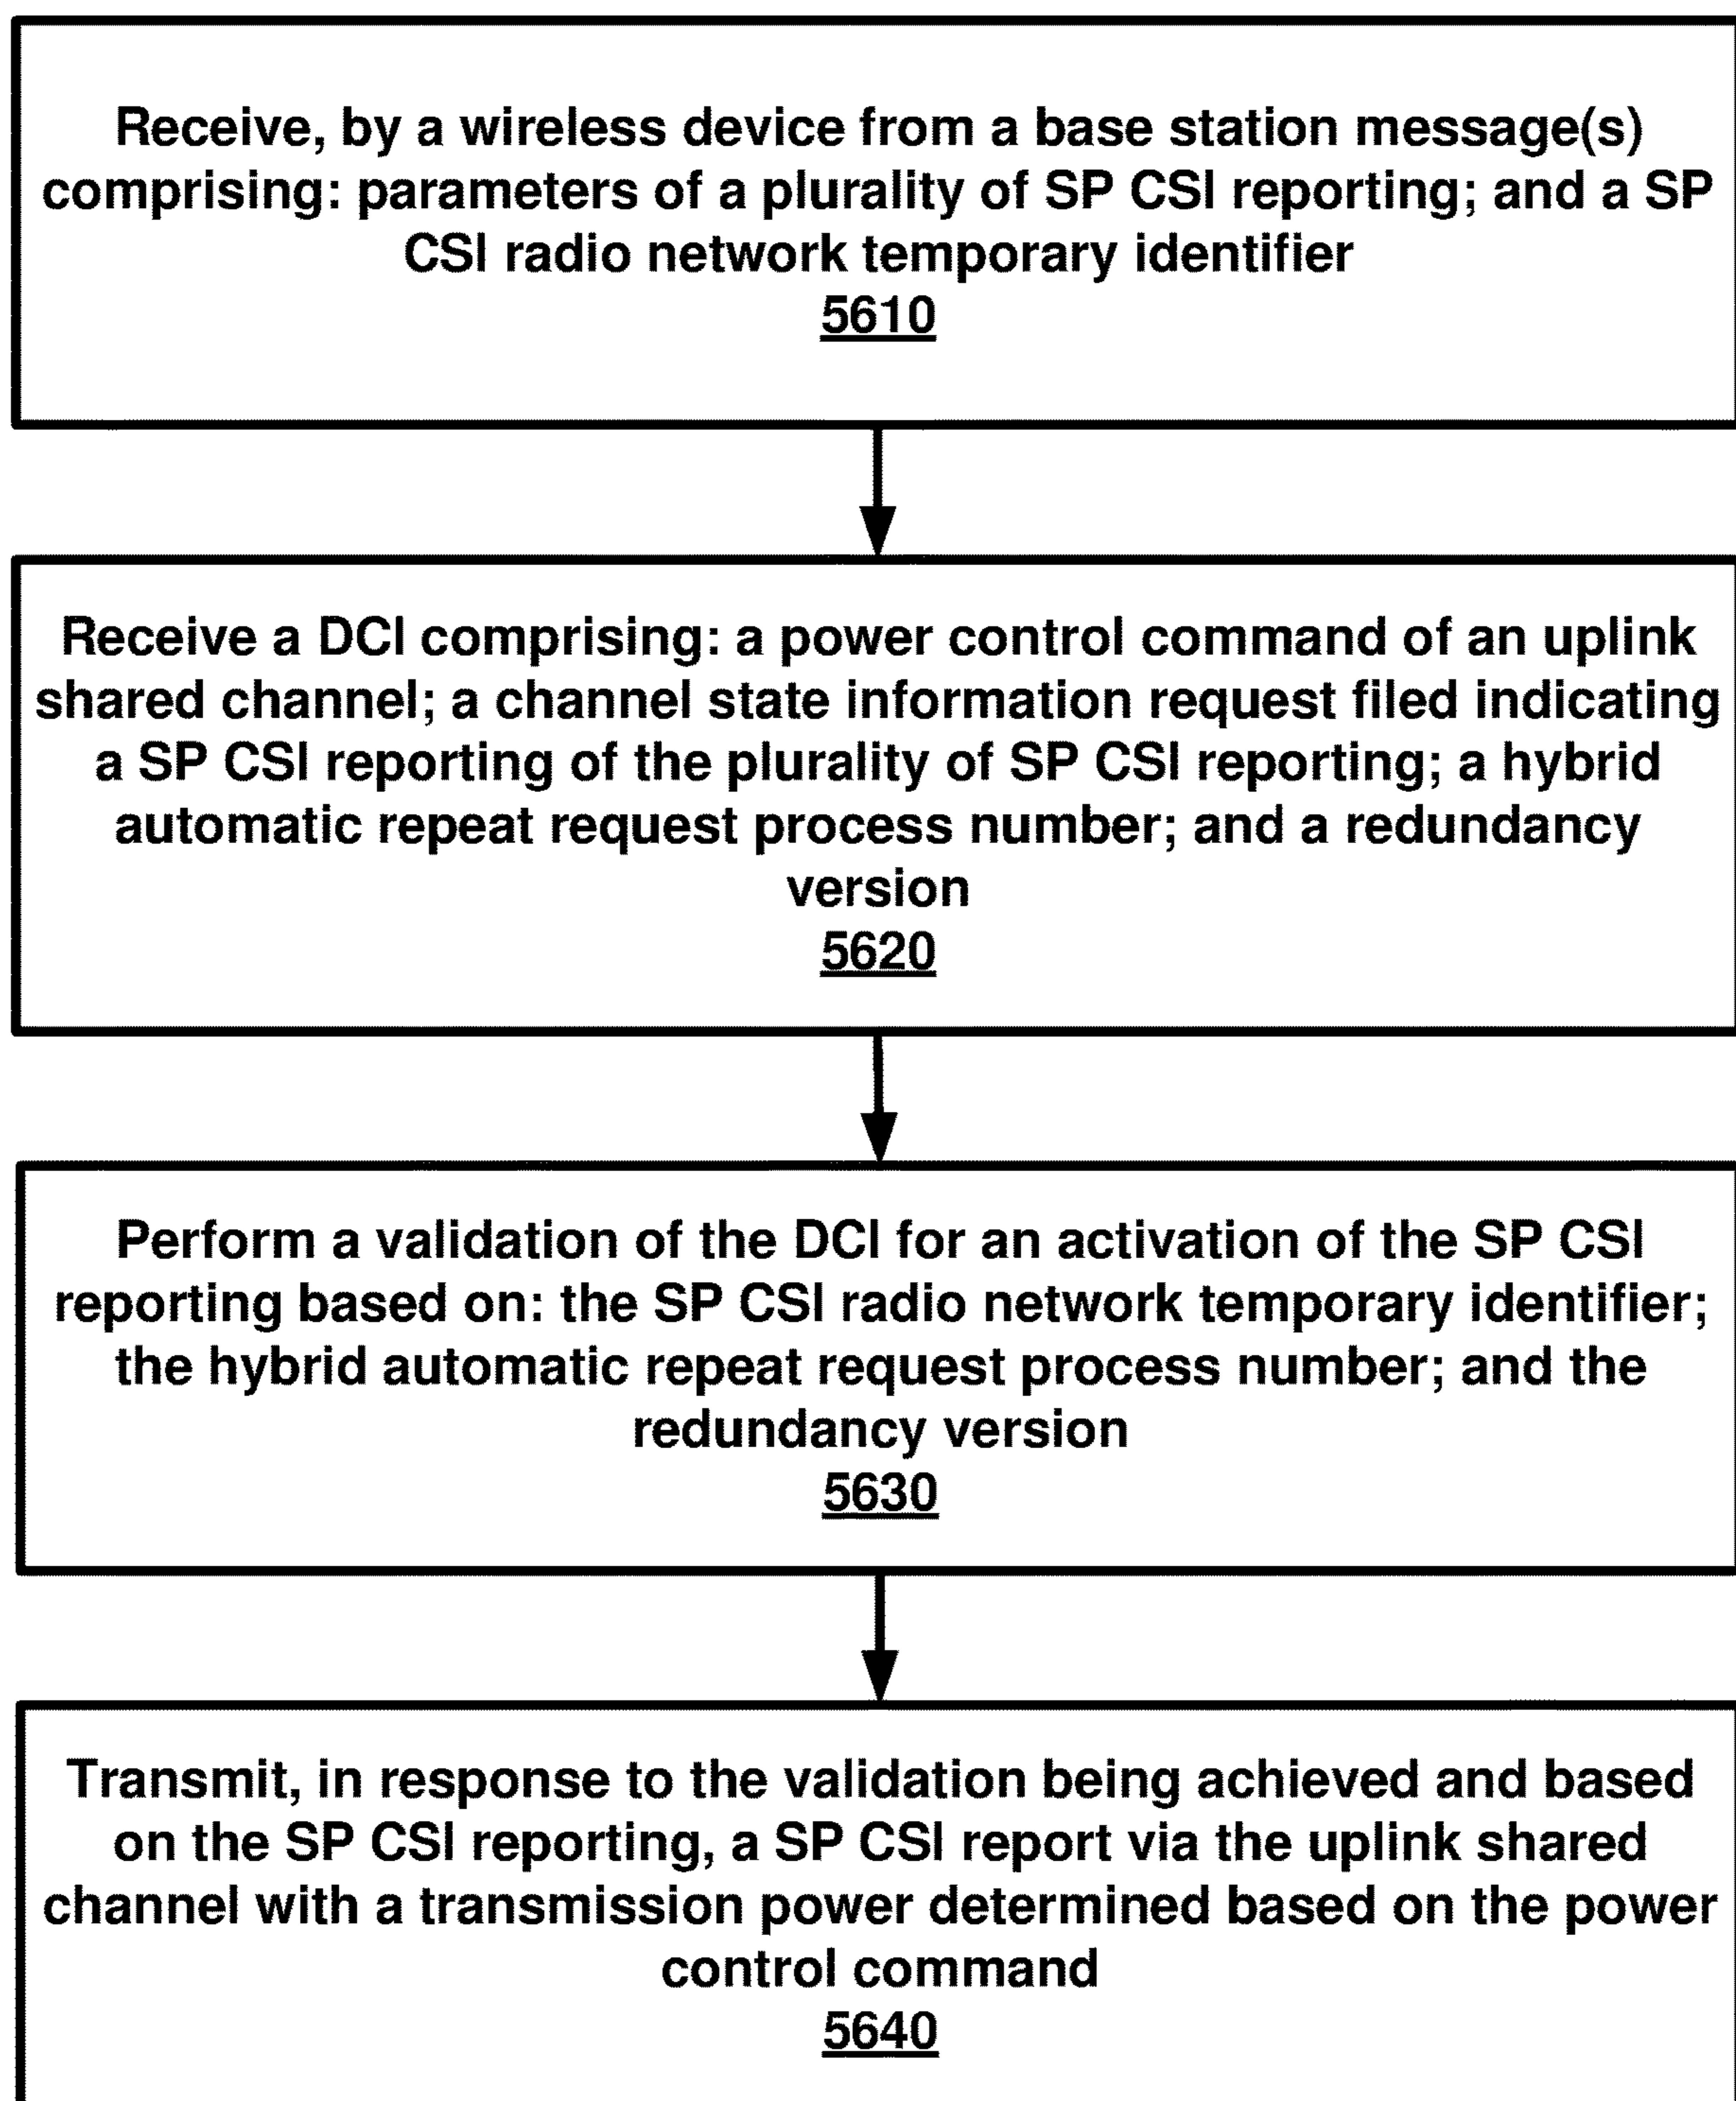 Receive, by a wireless device from a base station message(s)
comprising: parameters of a plurality of SP CSI reporting; and a SP
CSI radio network temporary identifier
5610
Receive a DCI comprising: a power control command of an uplink
shared channel; a channel state information request filed indicating
a SP CSI reporting of the plurality of SP CSI reporting; a hybrid
automatic repeat request process number; and a redundancy
version
5620
Perform a validation of the DCI for an activation of the SP CSI
reporting based on: the SP CSI radio network temporary identifier;
the hybrid automatic repeat request process number; and the
redundancy version
5630
Transmit, in response to the validation being achieved and based
on the SP CSI reporting, a SP CSI report via the uplink shared
channel with a transmission power determined based on the power
control command
5640